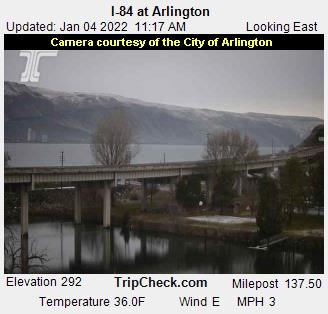 I-84 at Arlington
Updated: Jan 04 2022 11:17 AM Looking East
Camera courtesy of the City of Arlington
Elevation 292 TripCheck.com Milepost 137.50
Temperature 36.0F Wind E MPH 3